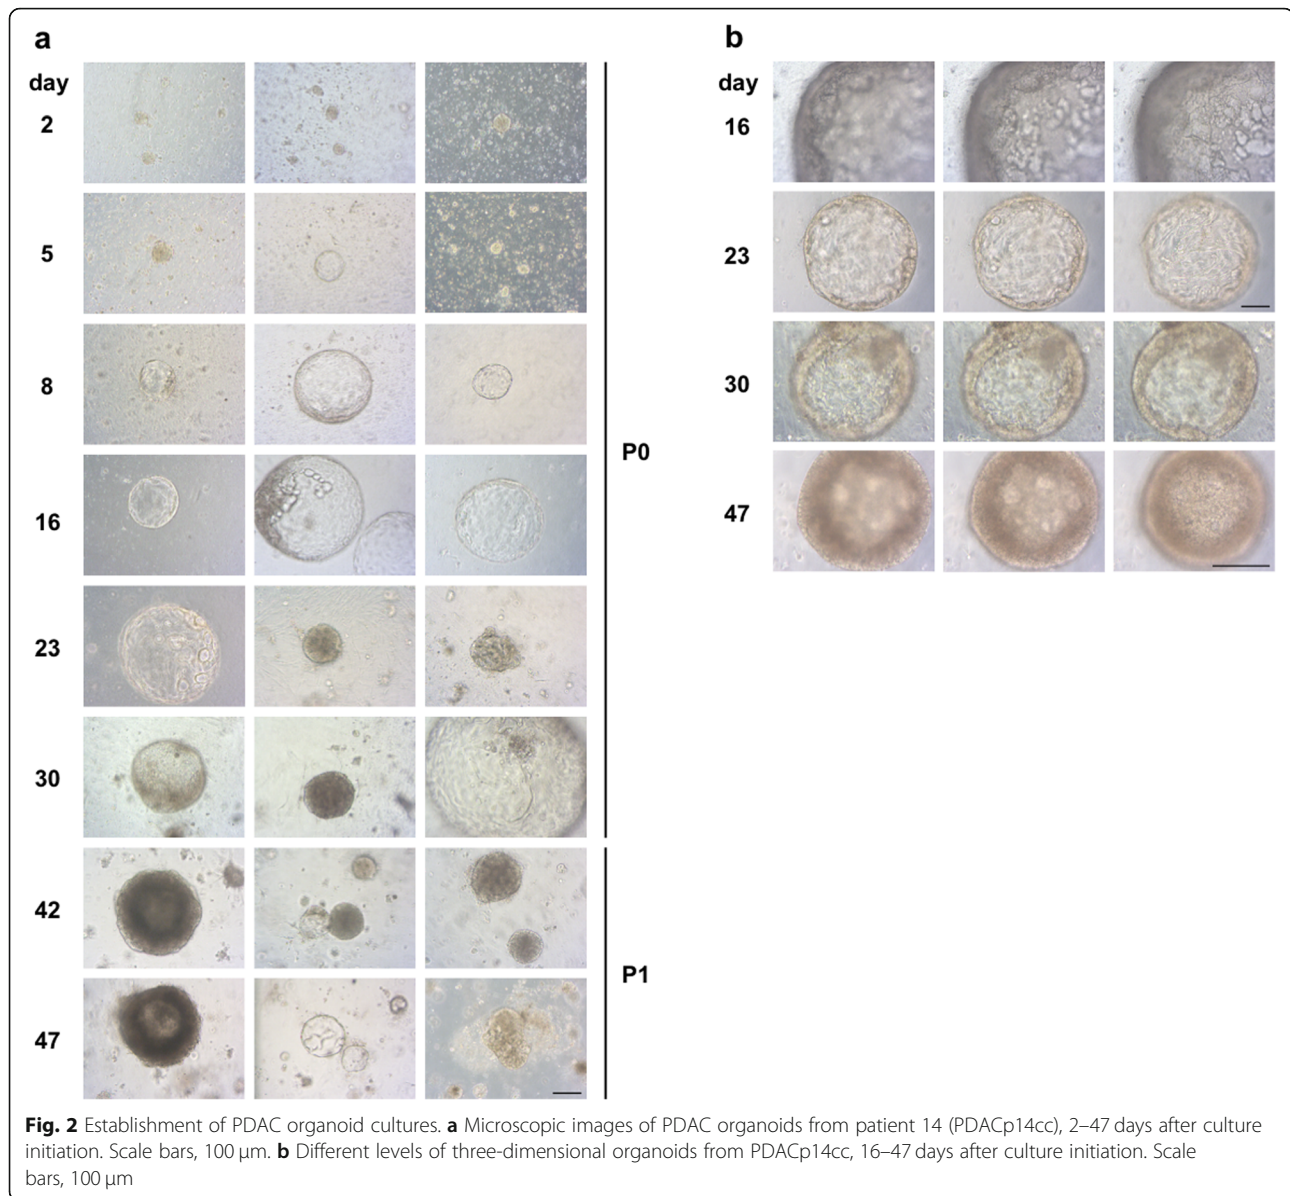 a
day
2
5
8
16
23
30
42
47
P0
P1
b
day
16
23
30
47
Fig. 2 Establishment of PDAC organoid cultures. a Microscopic images of PDAC organoids from patient 14 (PDACp14cc), 2–47 days after culture
initiation. Scale bars, 100 μm. b Different levels of three-dimensional organoids from PDACp14cc, 16–47 days after culture initiation. Scale
bars, 100 μm